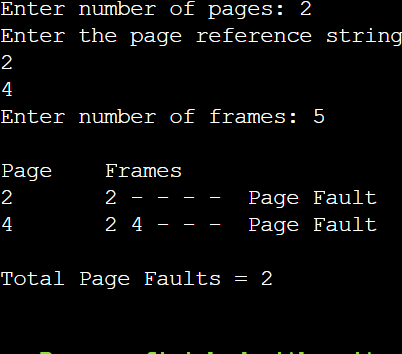 Enter number of pages: 2
Enter the page reference string
2
4
Enter number of frames: 5
Page    Frames
2       2 - - - -  Page Fault
4       2 4 - - -  Page Fault
Total Page Faults = 2